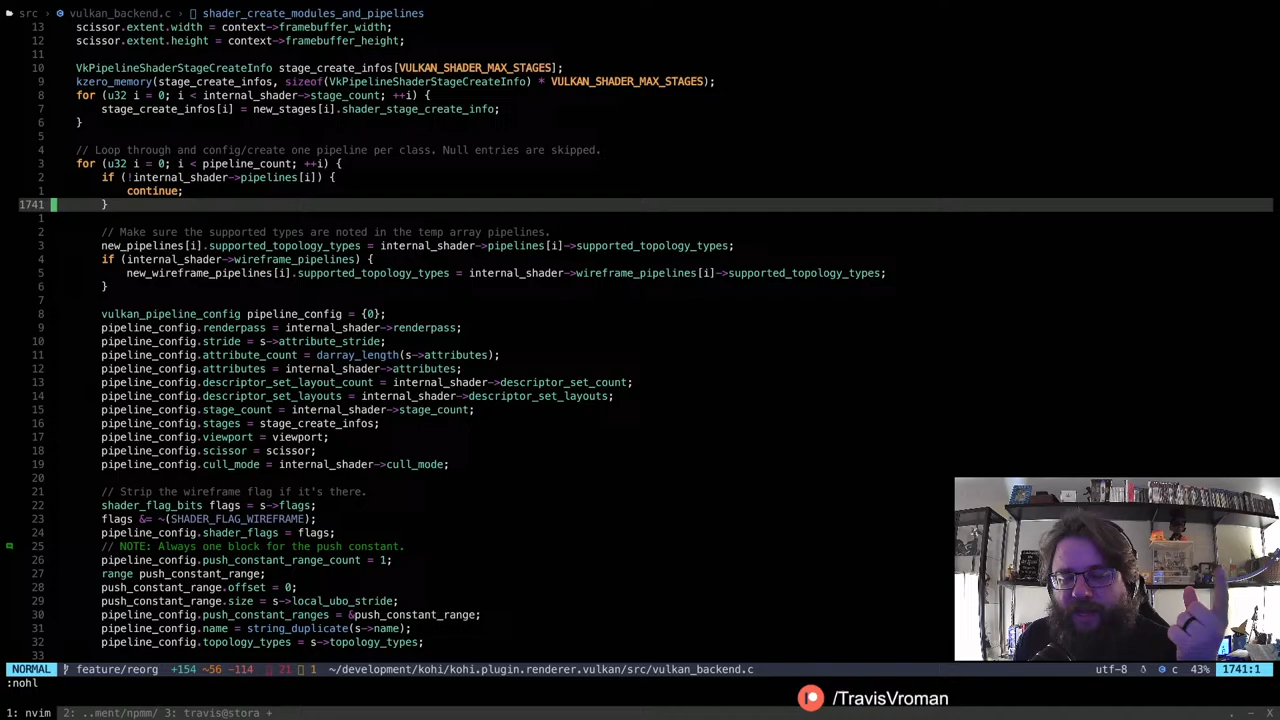 src › vulkan_backend.c › shader_create_modules_and_pipelines
13 scissor.extent.width = context->framebuffer_width;
12 scissor.extent.height = context->framebuffer_height;
11
10 VkPipelineShaderStageCreateInfo stage_create_infos[VULKAN_SHADER_MAX_STAGES];
9 kzero_memory(stage_create_infos, sizeof(VkPipelineShaderStageCreateInfo) * VULKAN_SHADER_MAX_STAGES);
8 for (u32 i = 0; i < internal_shader->stage_count; ++i) {
7 stage_create_infos[i] = new_stages[i].shader_stage_create_info;
6 }
5
4 // Loop through and config/create one pipeline per class. Null entries are skipped.
3 for (u32 i = 0; i < pipeline_count; ++i) {
2 if (!internal_shader->pipelines[i]) {
1 continue;
1741 }
1
2 // Make sure the supported types are noted in the temp array pipelines.
3 new_pipelines[i].supported_topology_types = internal_shader->pipelines[i]->supported_topology_types;
4 if (internal_shader->wireframe_pipelines) {
5 new_wireframe_pipelines[i].supported_topology_types = internal_shader->wireframe_pipelines[i]->supported_topology_types;
6 }
7
8 vulkan_pipeline_config pipeline_config = {0};
9 pipeline_config.renderpass = internal_shader->renderpass;
10 pipeline_config.stride = s->attribute_stride;
11 pipeline_config.attribute_count = darray_length(s->attributes);
12 pipeline_config.attributes = internal_shader->attributes;
13 pipeline_config.descriptor_set_layout_count = internal_shader->descriptor_set_count;
14 pipeline_config.descriptor_set_layouts = internal_shader->descriptor_set_layouts;
15 pipeline_config.stage_count = internal_shader->stage_count;
16 pipeline_config.stages = stage_create_infos;
17 pipeline_config.viewport = viewport;
18 pipeline_config.scissor = scissor;
19 pipeline_config.cull_mode = internal_shader->cull_mode;
20
21 // Strip the wireframe flag if it's there.
22 shader_flag_bits flags = s->flags;
23 flags &= ~(SHADER_FLAG_WIREFRAME);
24 pipeline_config.shader_flags = flags;
25 // NOTE: Always one block for the push constant.
26 pipeline_config.push_constant_range_count = 1;
27 range push_constant_range;
28 push_constant_range.offset = 0;
29 push_constant_range.size = s->local_ubo_stride;
30 pipeline_config.push_constant_ranges = &push_constant_range;
31 pipeline_config.name = string_duplicate(s->name);
32 pipeline_config.topology_types = s->topology_types;
33
NORMAL feature/reorg +154 ~56 -114 21 1 ~/development/kohi/kohi.plugin.renderer.vulkan/src/vulkan_backend.c utf-8 c 43% 1741:1
:nohl
/TravisVroman
1: nvim 2: ..ment/npmm/ 3: travis@stora + . – X